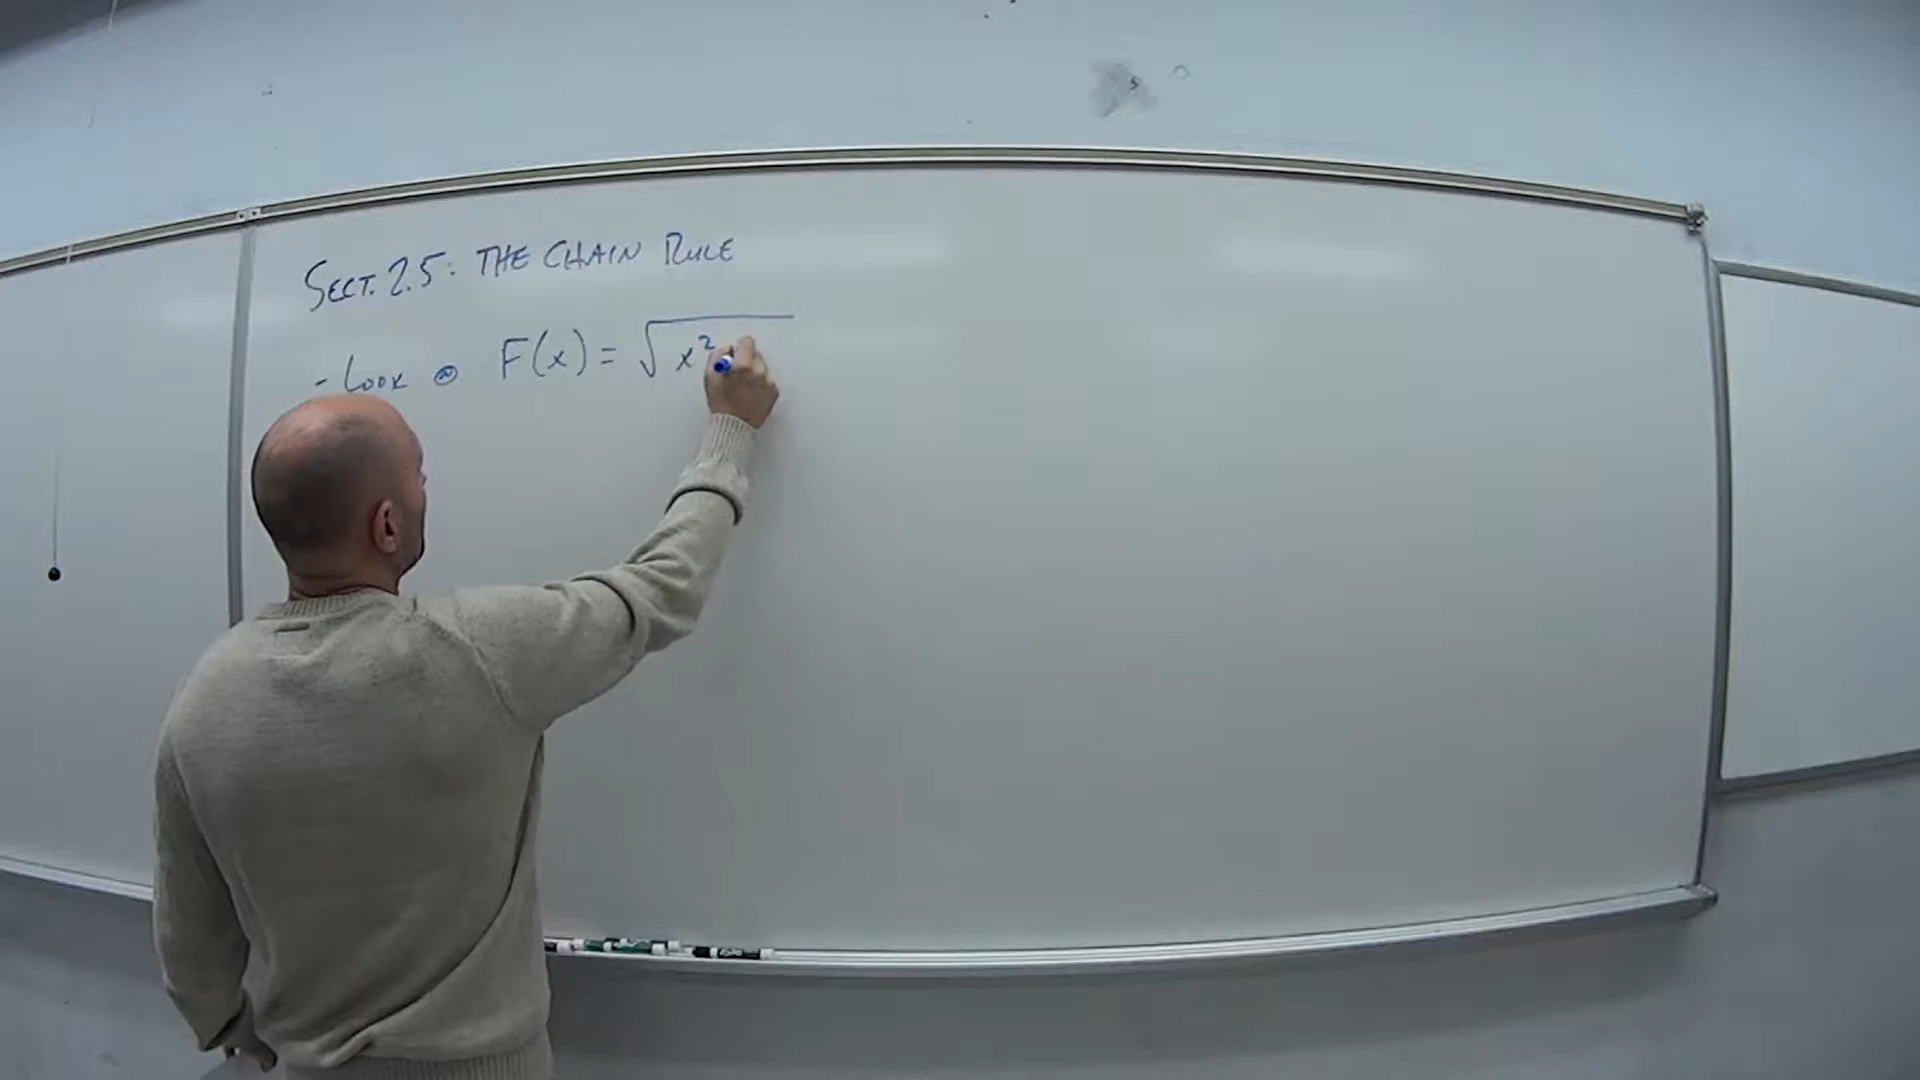 SECT. 2.5: THE CHAIN RULE
- LOOK @ F(x) = √x²